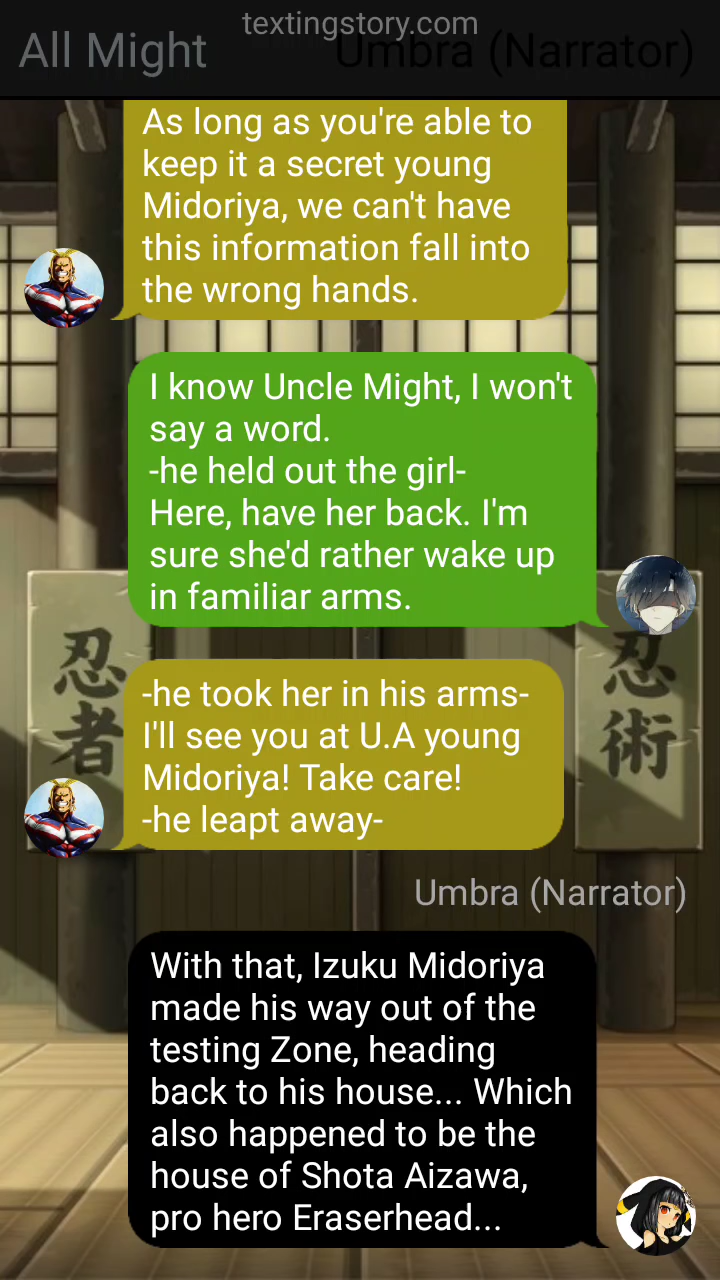 textingstory.com
All Might
Umbra (Narrator)
As long as you're able to
keep it a secret young
Midoriya, we can't have
this information fall into
the wrong hands.
I know Uncle Might, I won't
say a word.
-he held out the girl-
Here, have her back. I'm
sure she'd rather wake up
in familiar arms.
忍者
忍術
-he took her in his arms-
I'll see you at U.A young
Midoriya! Take care!
-he leapt away-
Umbra (Narrator)
With that, Izuku Midoriya
made his way out of the
testing Zone, heading
back to his house... Which
also happened to be the
house of Shota Aizawa,
pro hero Eraserhead...